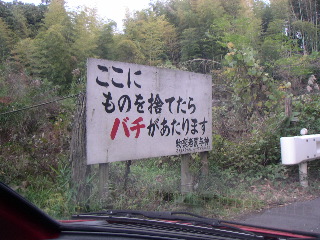 ここに
ものを捨てたら
バチがあたります